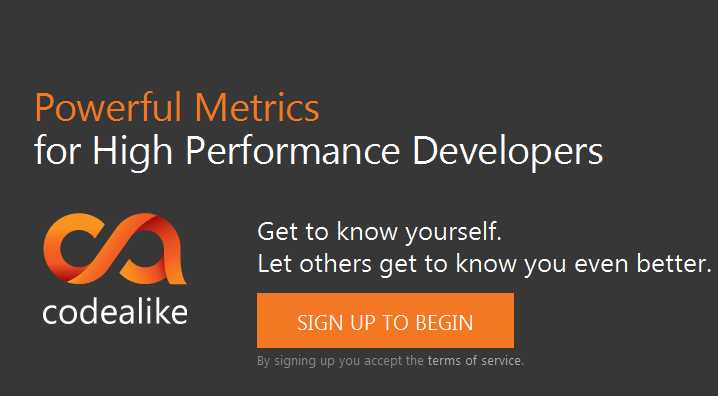 Powerful Metrics
for High Performance Developers
codealike
Get to know yourself.
Let others get to know you even better.
SIGN UP TO BEGIN
By signing up you accept the terms of service.